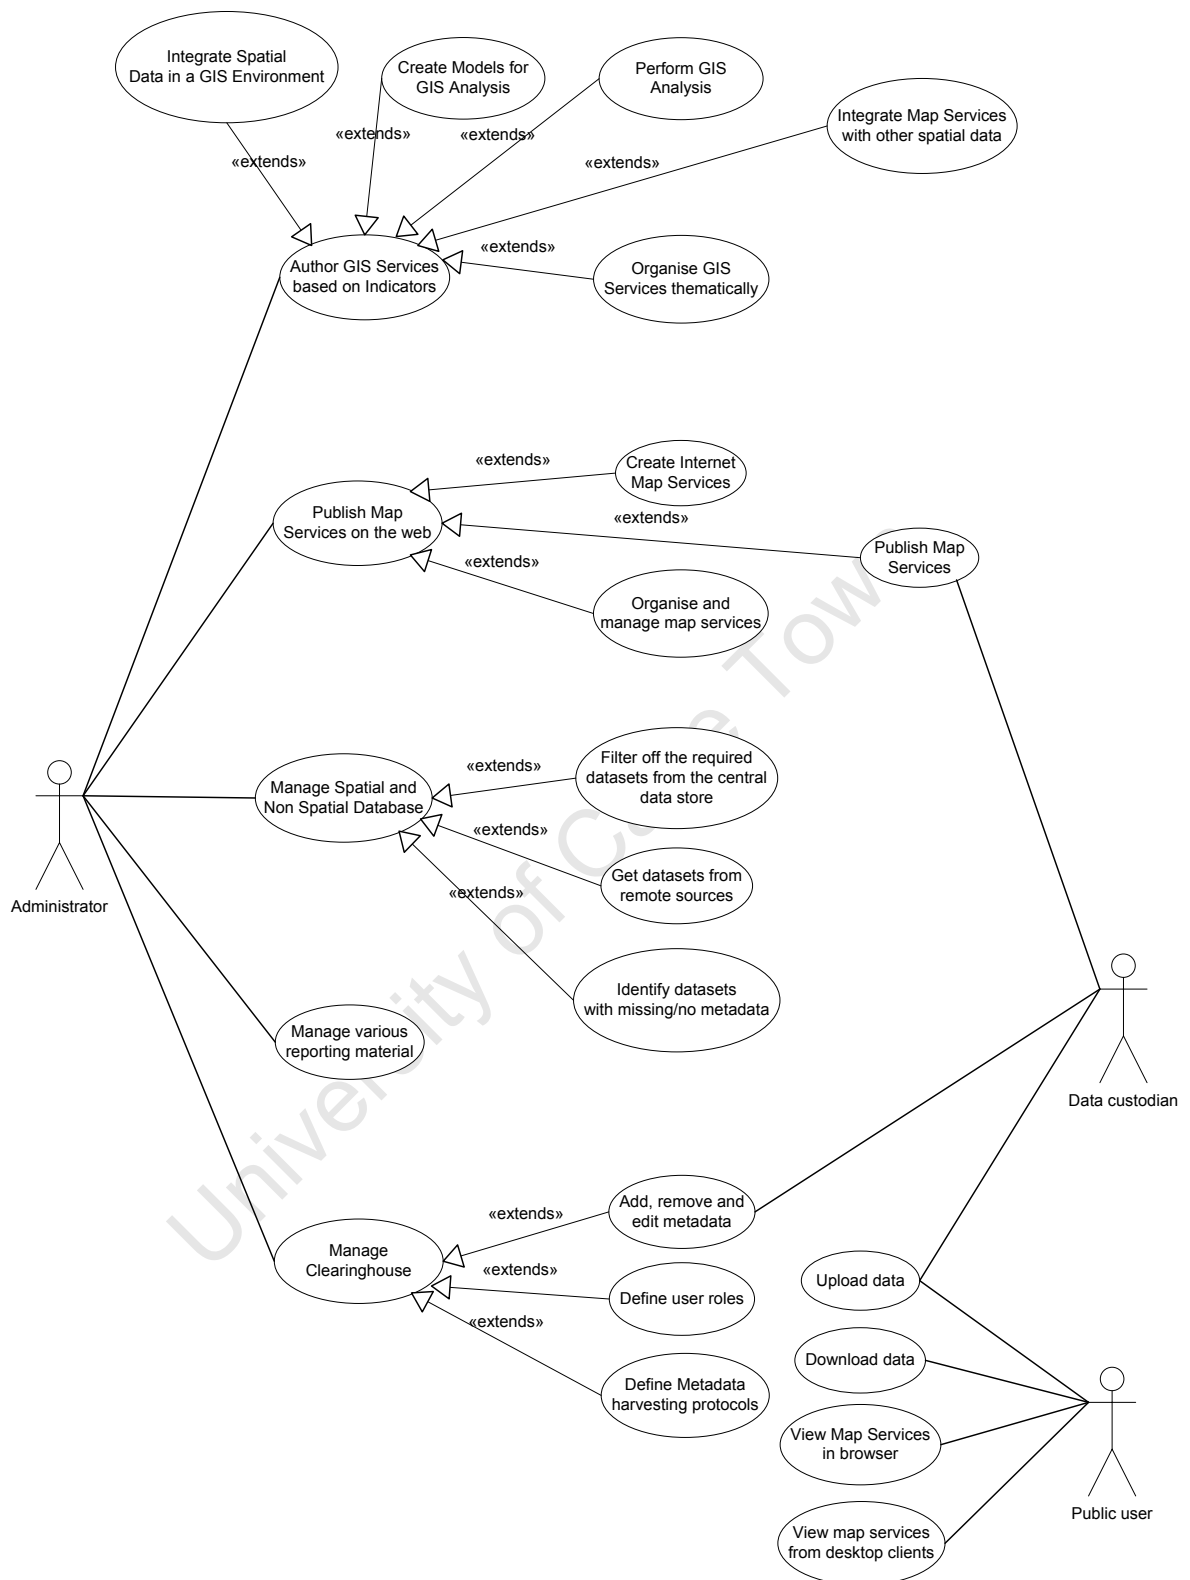 Integrate Spatial
Data in a GIS Environment
Create Models for
GIS Analysis
Perform GIS
Analysis
Integrate Map Services
with other spatial data
«extends»
«extends»
«extends»
«extends»
«extends»
Author GIS Services
based on Indicators
Organise GIS
Services thematically
«extends»
Create Internet
Map Services
Publish Map
Services on the web
«extends»
Publish Map
Services
«extends»
Organise and
manage map services
Manage Spatial and
Non Spatial Database
«extends»
Filter off the required
datasets from the central
data store
«extends»
Get datasets from
remote sources
«extends»
Identify datasets
with missing/no metadata
Administrator
Manage various
reporting material
Data custodian
Manage
Clearinghouse
«extends»
Add, remove and
edit metadata
«extends»
Define user roles
«extends»
Define Metadata
harvesting protocols
Upload data
Download data
View Map Services
in browser
View map services
from desktop clients
Public user
University of Cape Town